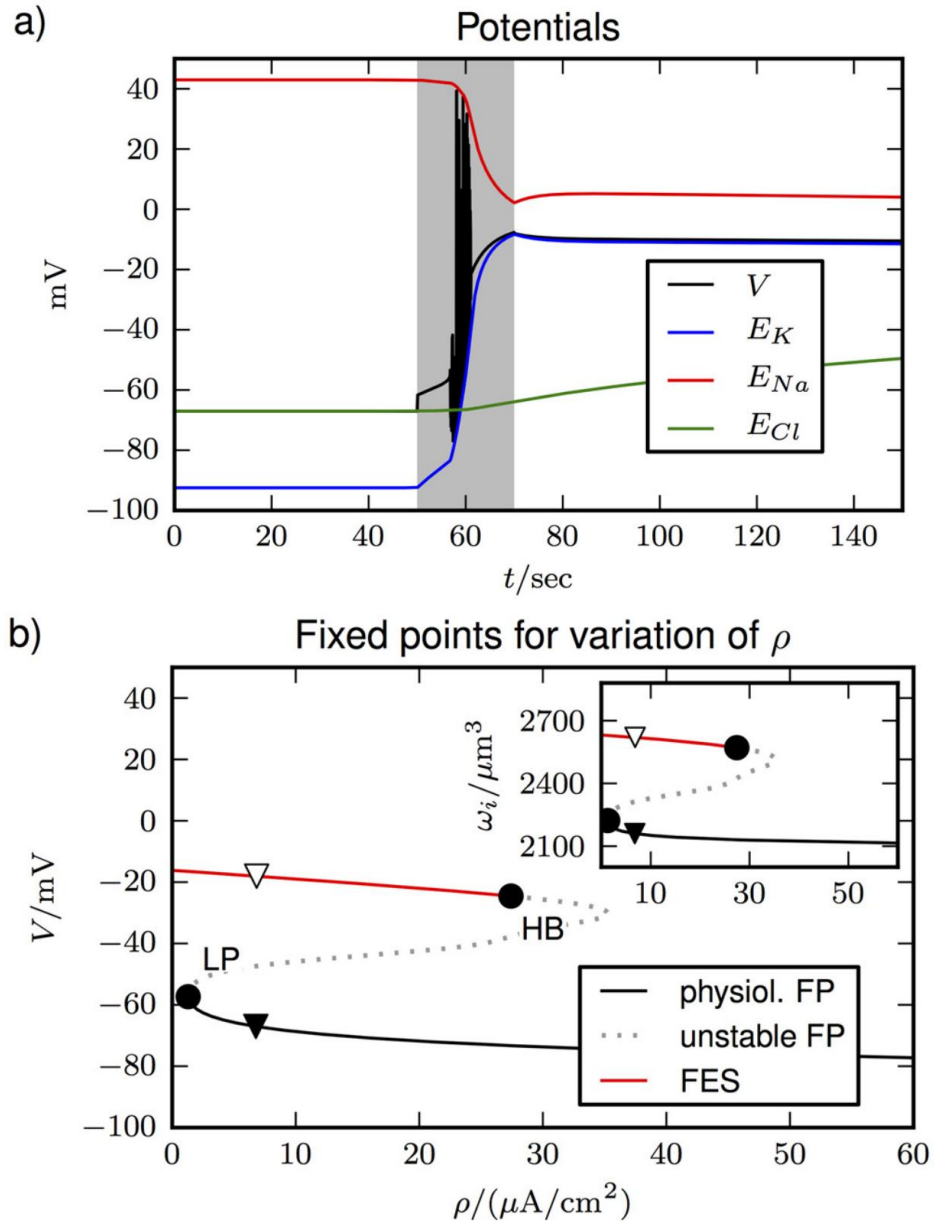 a)
Potentials
40
20
0
−20
−40
−60
−80
−100
mV
V
E_K
E_Na
E_Cl
0 20 40 60 80 100 120 140
t/sec
b)
Fixed points for variation of ρ
40
20
0
−20
−40
−60
−80
−100
V/mV
LP
HB
2700
2400
2100
ω_i/μm³
10 30 50
physiol. FP
unstable FP
FES
0 10 20 30 40 50 60
ρ/(μA/cm²)